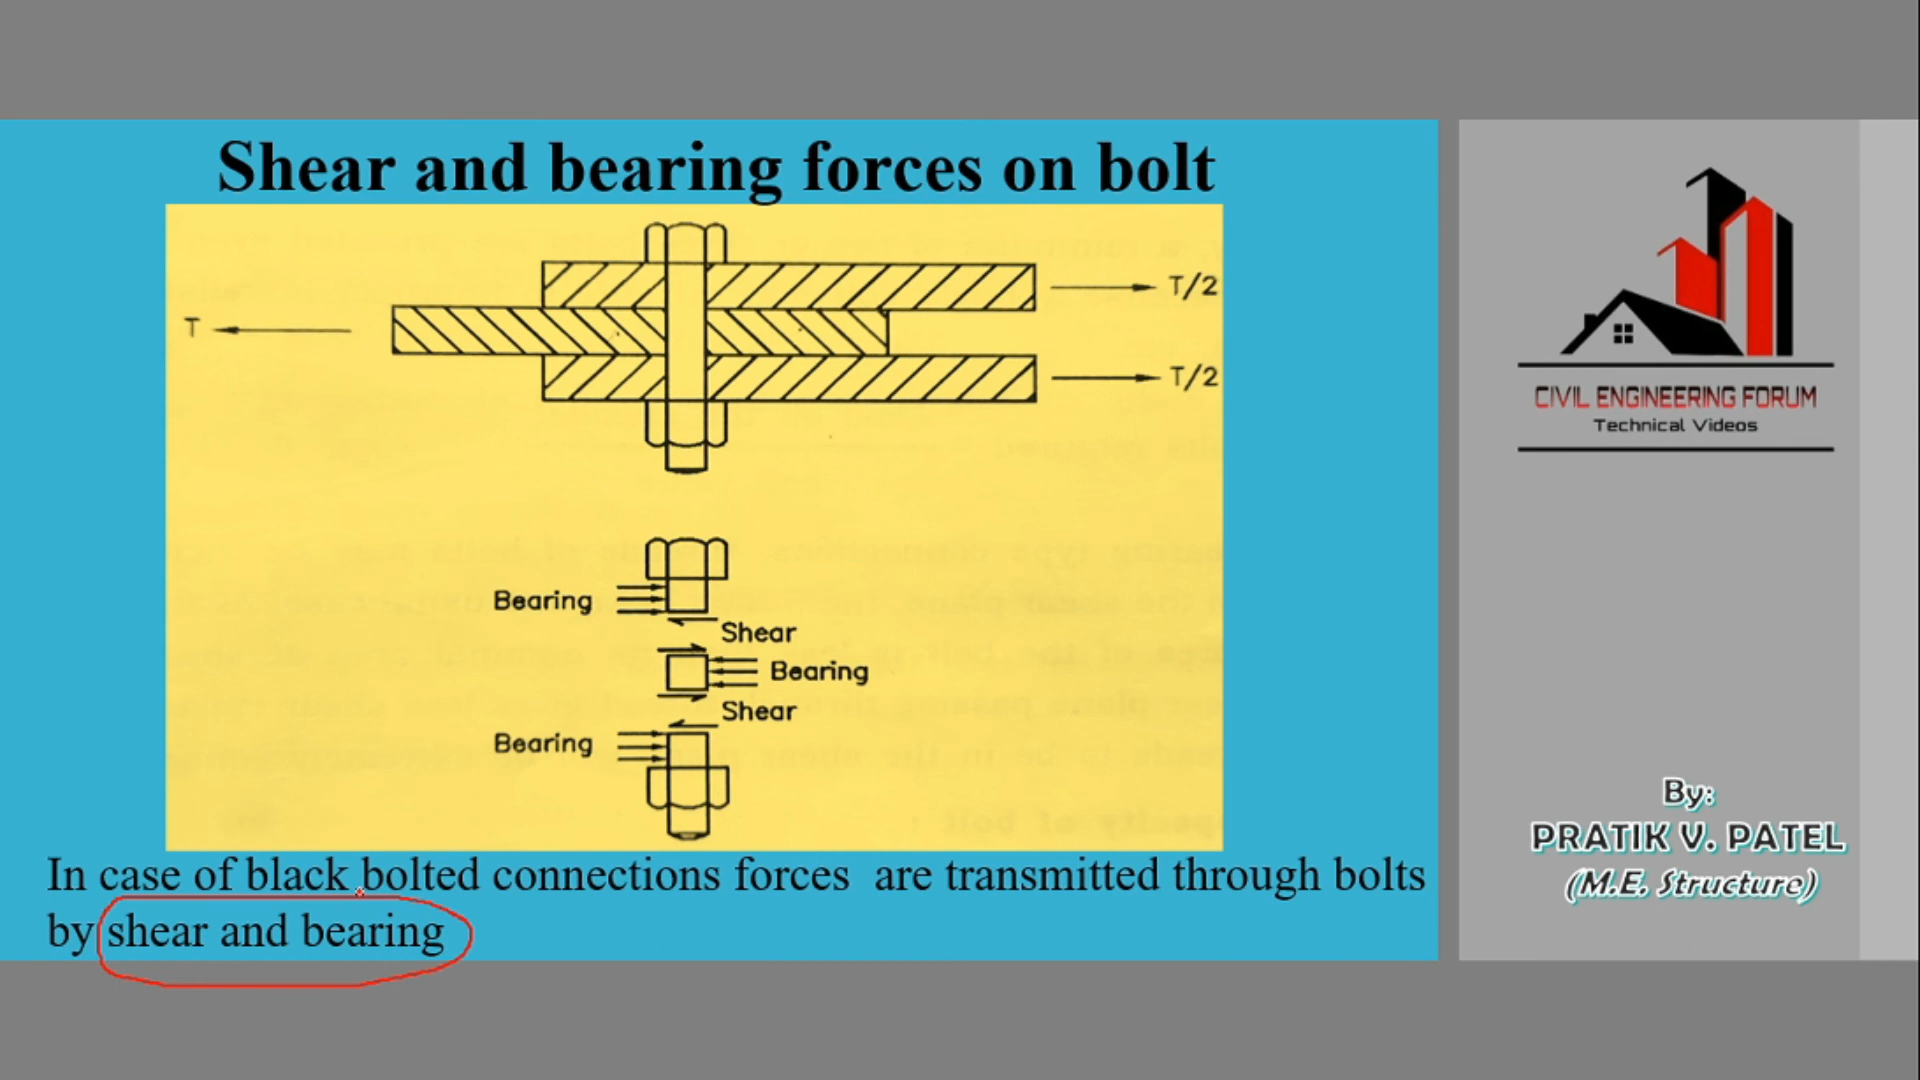 Shear and bearing forces on bolt
T
T/2
T/2
Bearing
Shear
Bearing
Shear
Bearing
In case of black bolted connections forces are transmitted through bolts
by shear and bearing
CIVIL ENGINEERING FORUM
Technical Videos
By:
PRATIK V. PATEL
(M.E. Structure)